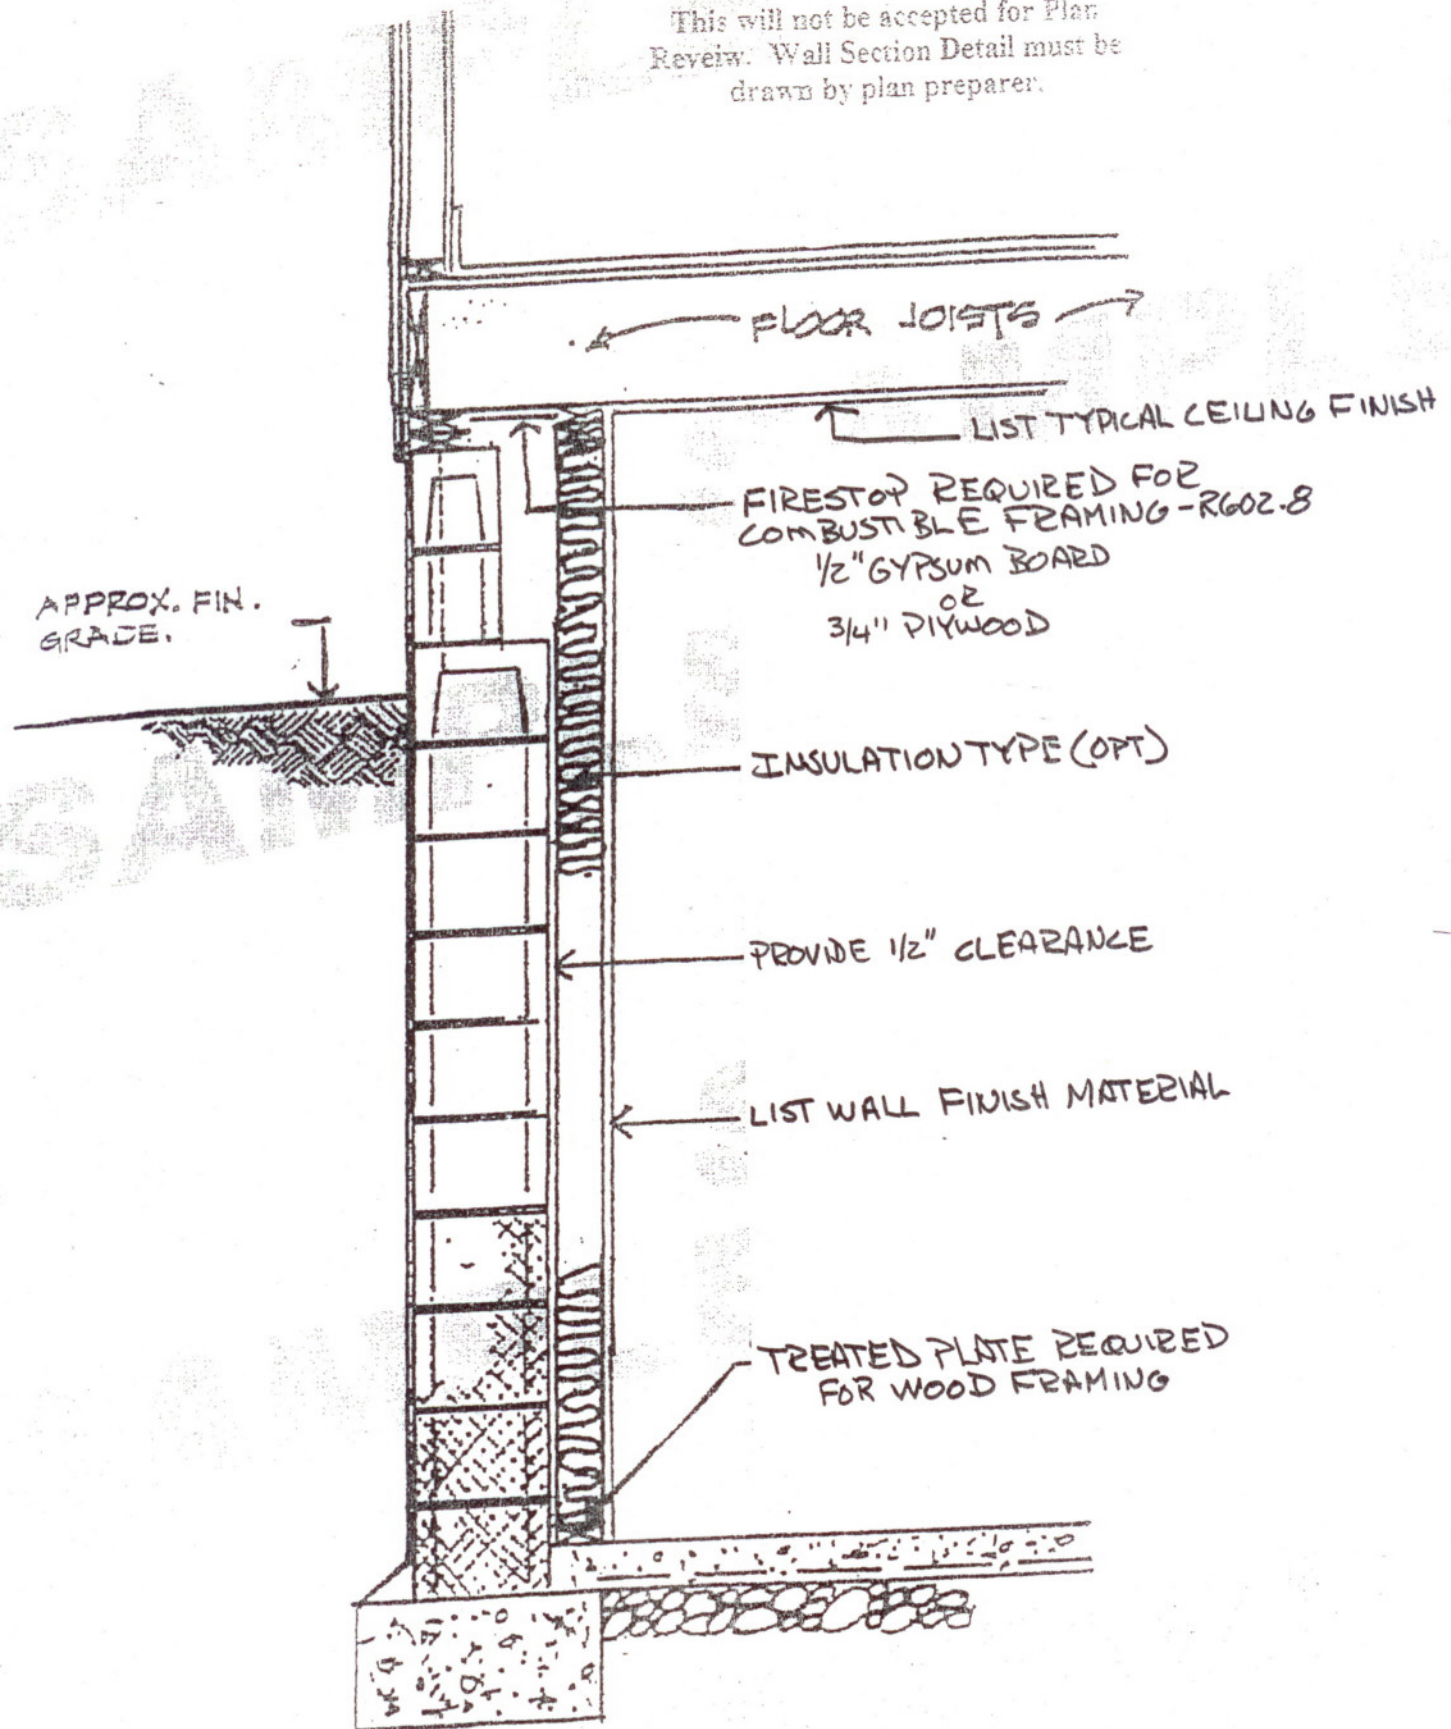 This will not be accepted for Plan
Reveiw. Wall Section Detail must be
drawn by plan preparer.
FLOOR JOISTS
LIST TYPICAL CEILING FINISH
FIRESTOP REQUIRED FOR
COMBUSTIBLE FRAMING - R602.8
1/2" GYPSUM BOARD
OR
3/4" PLYWOOD
APPROX. FIN.
GRADE.
INSULATION TYPE (OPT)
PROVIDE 1/2" CLEARANCE
LIST WALL FINISH MATERIAL
TREATED PLATE REQUIRED
FOR WOOD FRAMING
SAMPLE
SAMPLE
SAMPLE